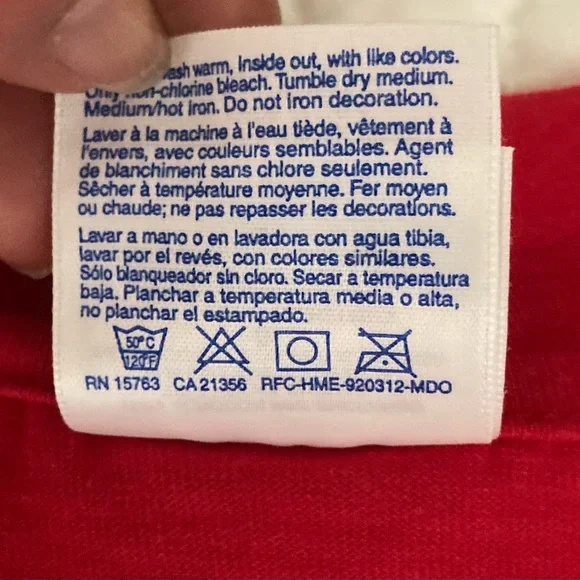 warm, Inside out, with like colors.
Only non-chlorine bleach. Tumble dry medium.
Medium/hot iron. Do not iron decoration.
Laver à la machine à l'eau tiède, vêtement à
l'envers, avec couleurs semblables. Agent
de blanchiment sans chlore seulement.
Sêcher à température moyenne. Fer moyen
ou chaude; ne pas repasser les decorations.
Lavar a mano o en lavadora con agua tibia,
lavar por el revés, con colores similares.
Sólo blanqueador sin cloro. Secar a temperatura
baja. Planchar a temperatura media o alta,
no planchar el estampado.
50°C
120°F
RN 15763 CA 21356 RFC-HME-920312-MDO